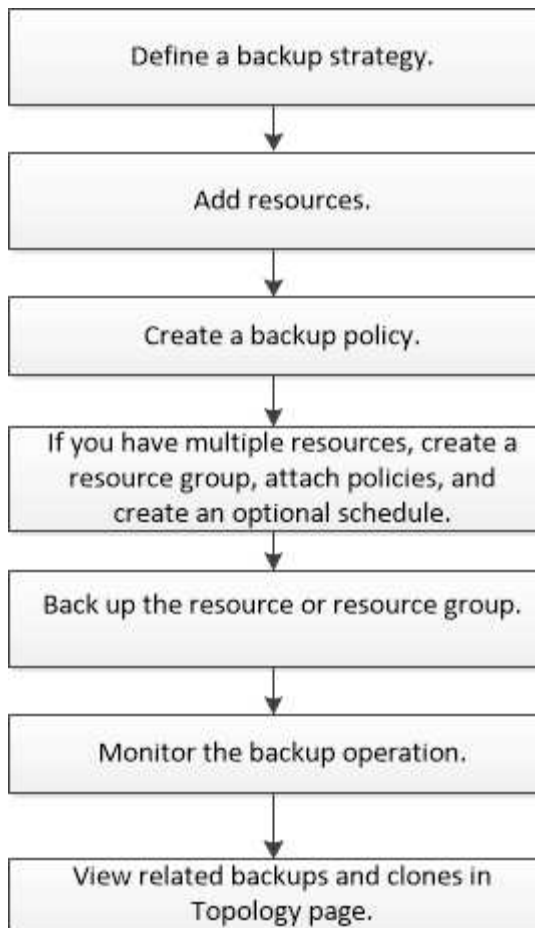 Define a backup strategy.
Add resources.
Create a backup policy.
If you have multiple resources, create a
resource group, attach policies, and
create an optional schedule.
Back up the resource or resource group.
Monitor the backup operation.
View related backups and clones in
Topology page.